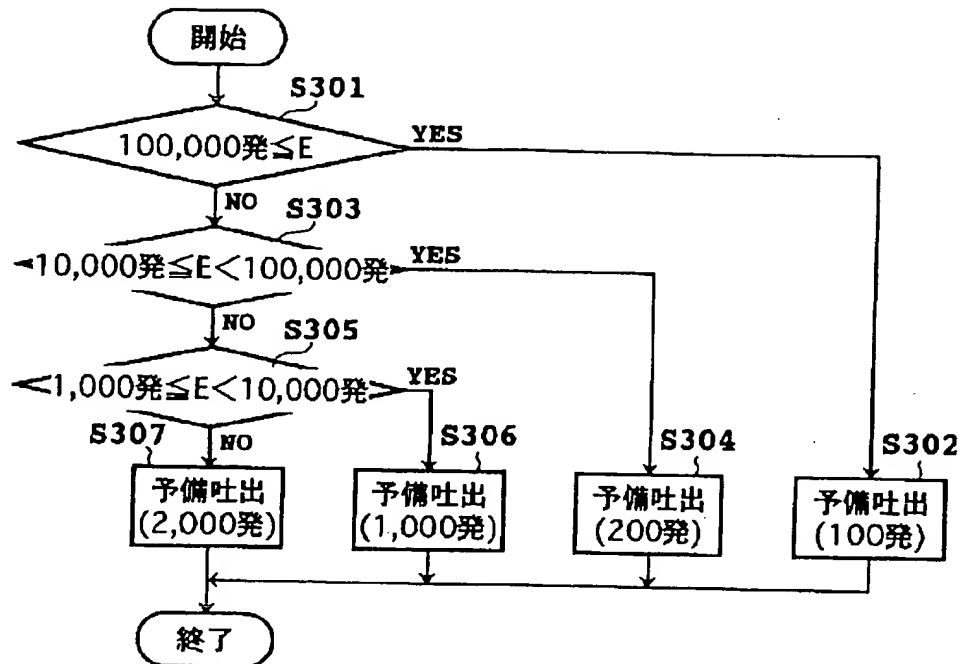 開始
S301
100,000発≦E
YES
NO
S303
10,000発≦E<100,000発
YES
NO
S305
1,000発≦E<10,000発
YES
NO
S307
予備吐出
(2,000発)
S306
予備吐出
(1,000発)
S304
予備吐出
(200発)
S302
予備吐出
(100発)
終了